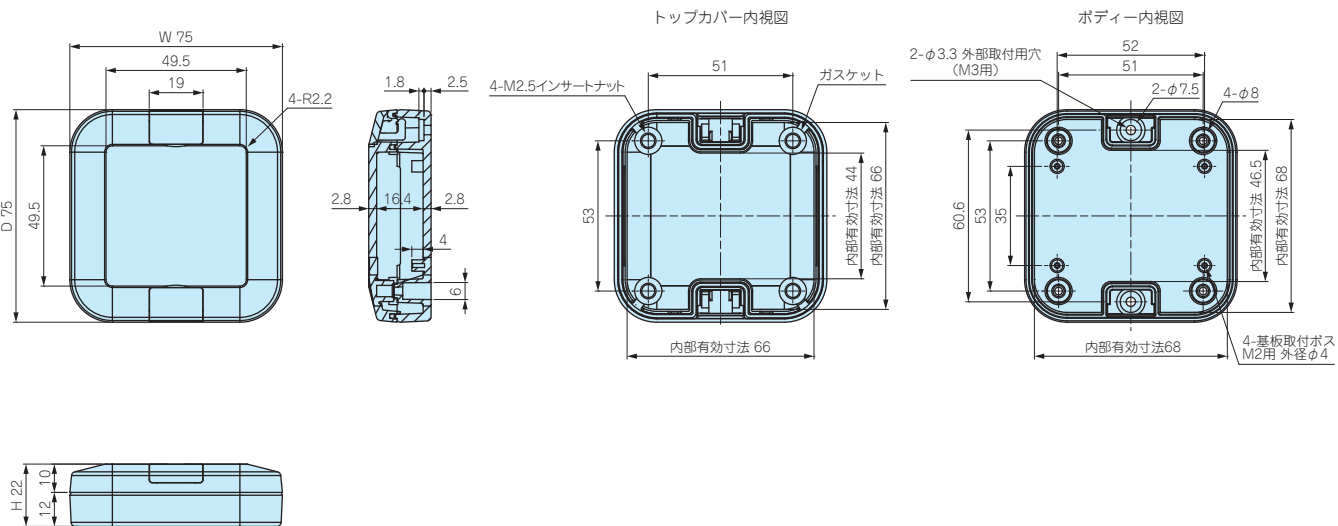 トップカバー内視図
ボディー内視図
W 75
49.5
19
4-R2.2
D 75
49.5
1.8
2.5
2.8
16.4
2.8
4
6
4-M2.5インサートナット
51
ガスケット
53
内部有効寸法 44
内部有効寸法 66
内部有効寸法 66
2-φ3.3 外部取付用穴
（M3用）
52
51
2-φ7.5
4-φ8
60.6
53
35
内部有効寸法 46.5
内部有効寸法 68
内部有効寸法68
4-基板取付ボス
M2用 外径φ4
H 22
10
12